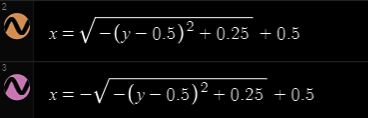 2
x = √(-(y - 0.5)² + 0.25) + 0.5
3
x = -√(-(y - 0.5)² + 0.25) + 0.5